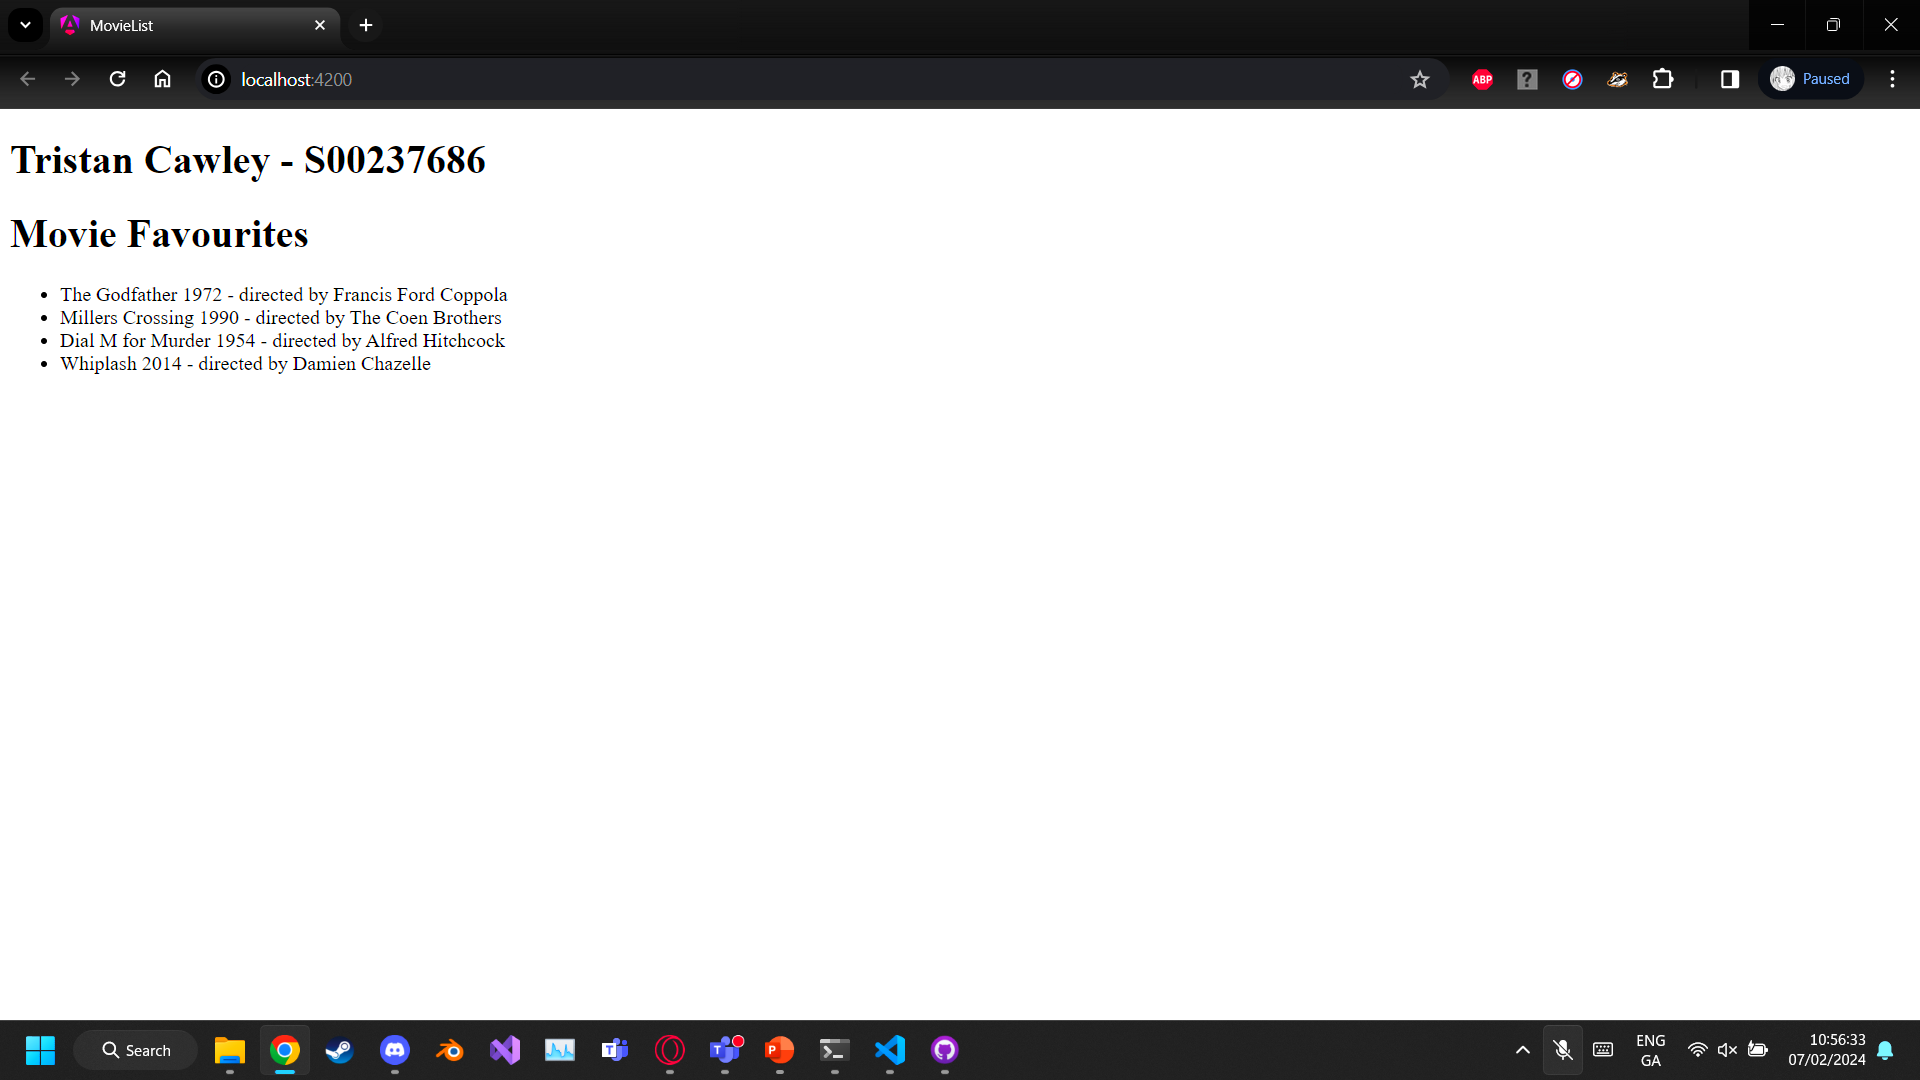 MovieList
localhost:4200
ABP
?
Paused
Tristan Cawley - S00237686
Movie Favourites
The Godfather 1972 - directed by Francis Ford Coppola
Millers Crossing 1990 - directed by The Coen Brothers
Dial M for Murder 1954 - directed by Alfred Hitchcock
Whiplash 2014 - directed by Damien Chazelle
Search
T
T
P
ENG
GA
10:56:33
07/02/2024